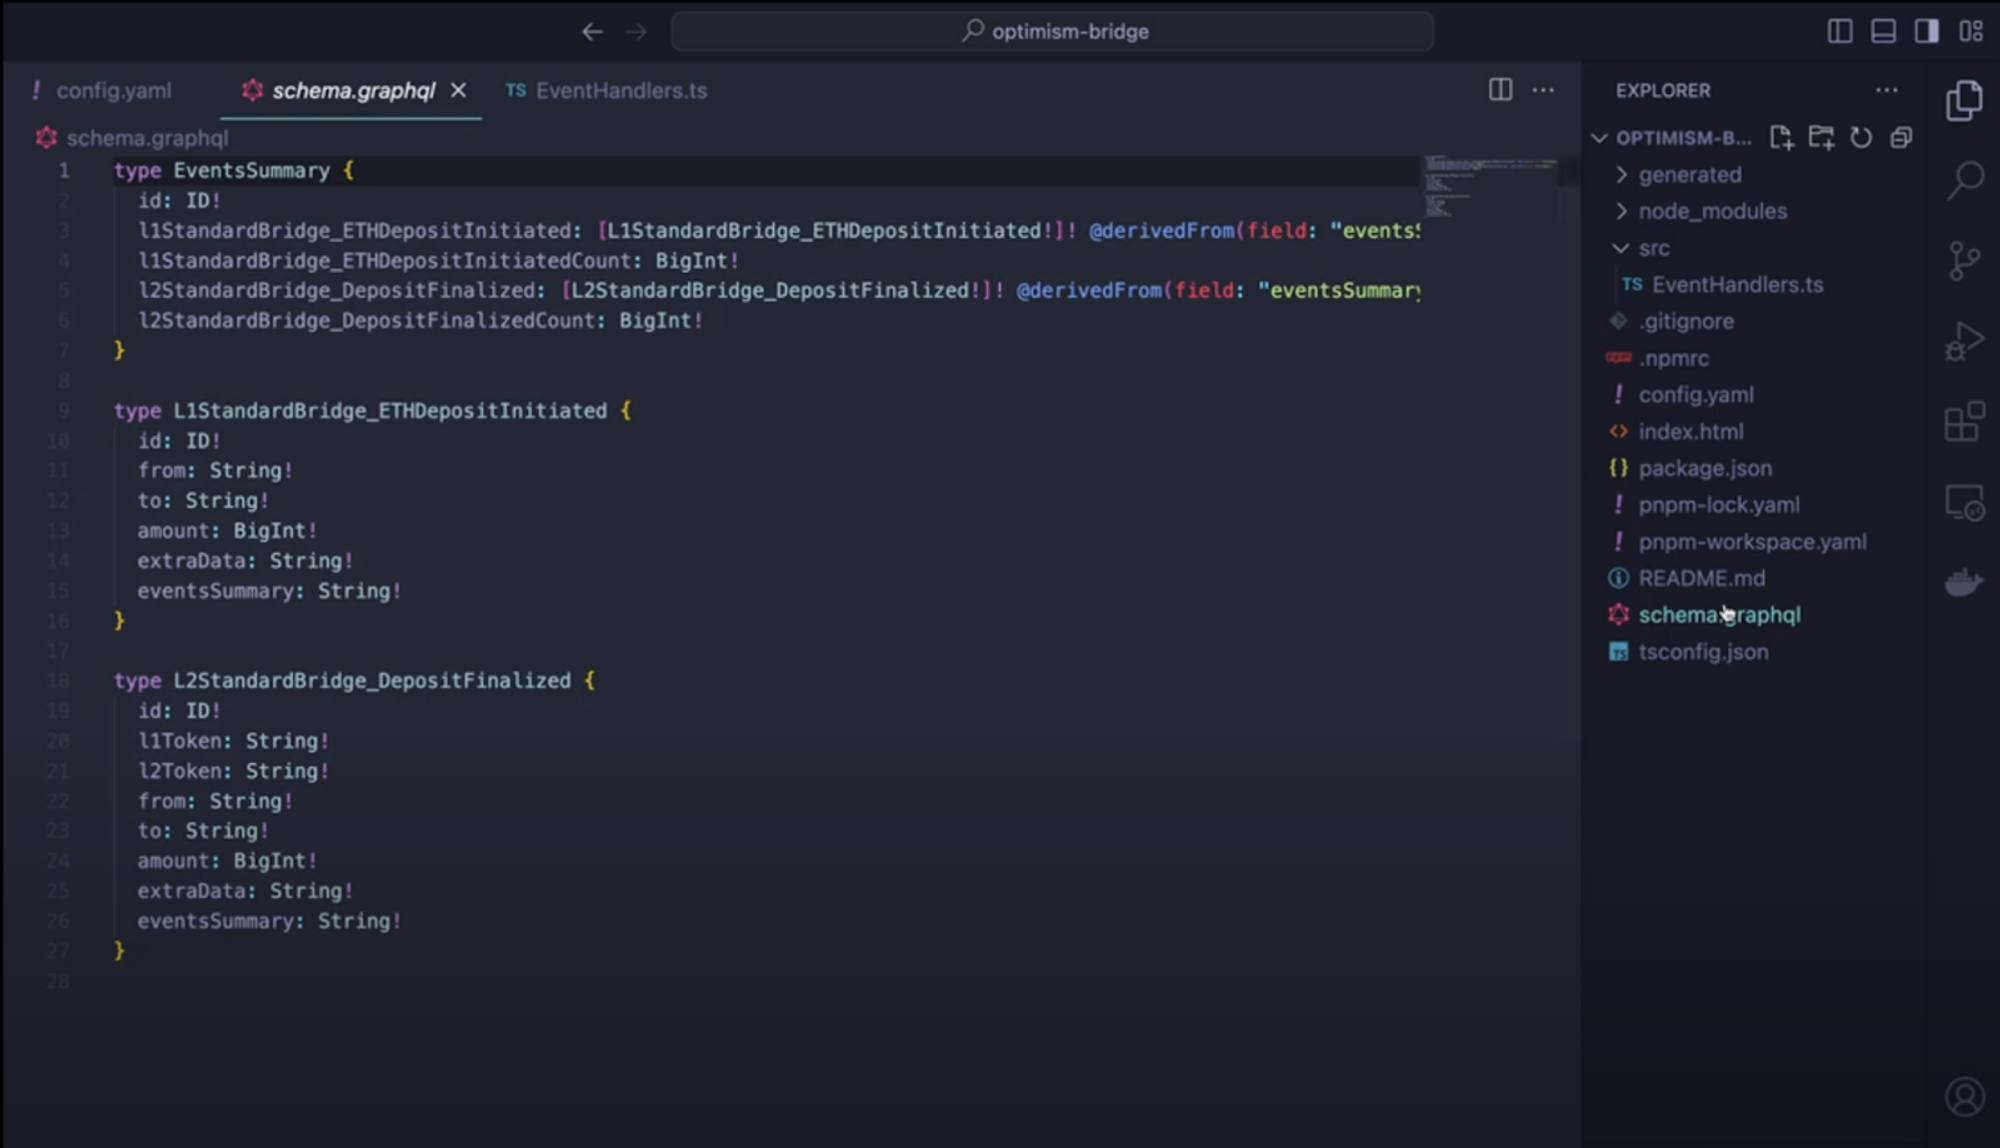 optimism-bridge
config.yaml
schema.graphql
TS EventHandlers.ts
schema.graphql
1 type EventsSummary {
2 id: ID!
3 l1StandardBridge_ETHDepositInitiated: [L1StandardBridge_ETHDepositInitiated!]! @derivedFrom(field: "events
4 l1StandardBridge_ETHDepositInitiatedCount: BigInt!
5 l2StandardBridge_DepositFinalized: [L2StandardBridge_DepositFinalized!]! @derivedFrom(field: "eventsSummary
6 l2StandardBridge_DepositFinalizedCount: BigInt!
7 }
8
9 type L1StandardBridge_ETHDepositInitiated {
10 id: ID!
11 from: String!
12 to: String!
13 amount: BigInt!
14 extraData: String!
15 eventsSummary: String!
16 }
17
18 type L2StandardBridge_DepositFinalized {
19 id: ID!
20 l1Token: String!
21 l2Token: String!
22 from: String!
23 to: String!
24 amount: BigInt!
25 extraData: String!
26 eventsSummary: String!
27 }
28
EXPLORER
OPTIMISM-B...
generated
node_modules
src
TS EventHandlers.ts
.gitignore
.npmrc
config.yaml
index.html
package.json
pnpm-lock.yaml
pnpm-workspace.yaml
README.md
schema.graphql
TS tsconfig.json